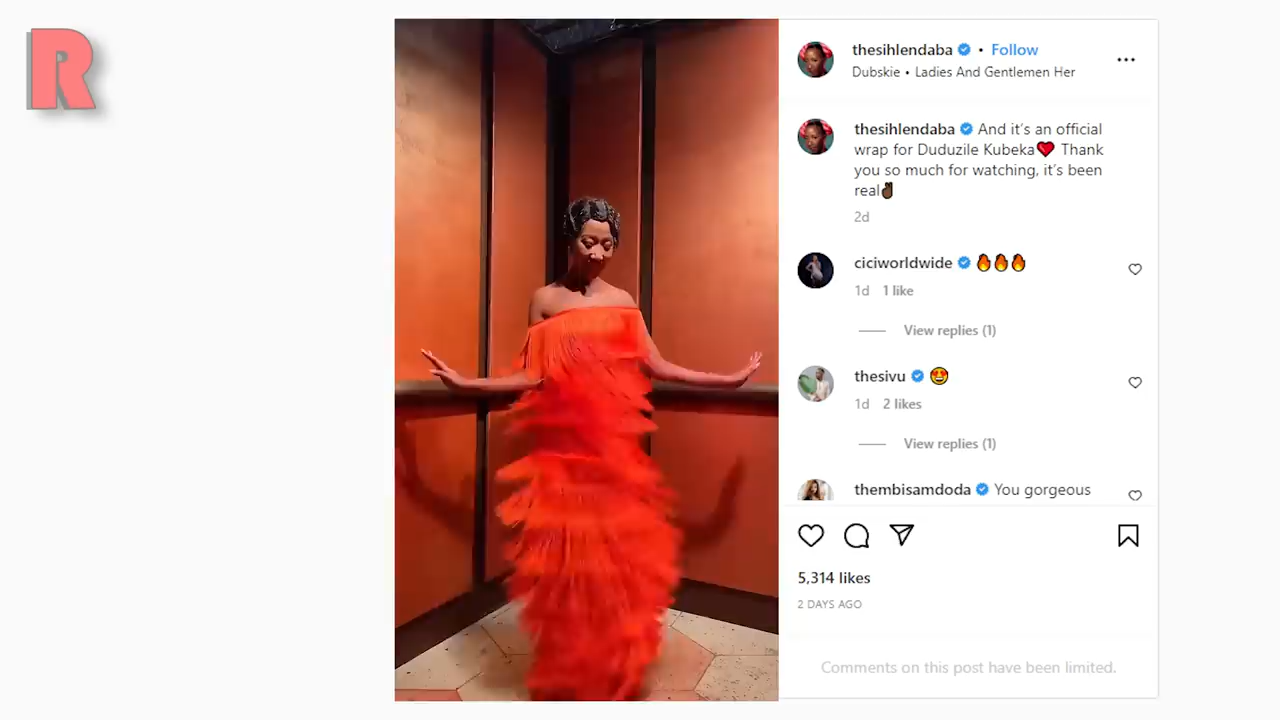 R
thesihlendaba • Follow
Dubskie • Ladies And Gentlemen Her
thesihlendaba And it's an official
wrap for Duduzile Kubeka❤️ Thank
you so much for watching, it's been
real✌🏿
2d
ciciworldwide 🔥🔥🔥
1d 1 like
View replies (1)
thesivu 🤩
1d 2 likes
View replies (1)
thembisamdoda You gorgeous
5,314 likes
2 DAYS AGO
Comments on this post have been limited.